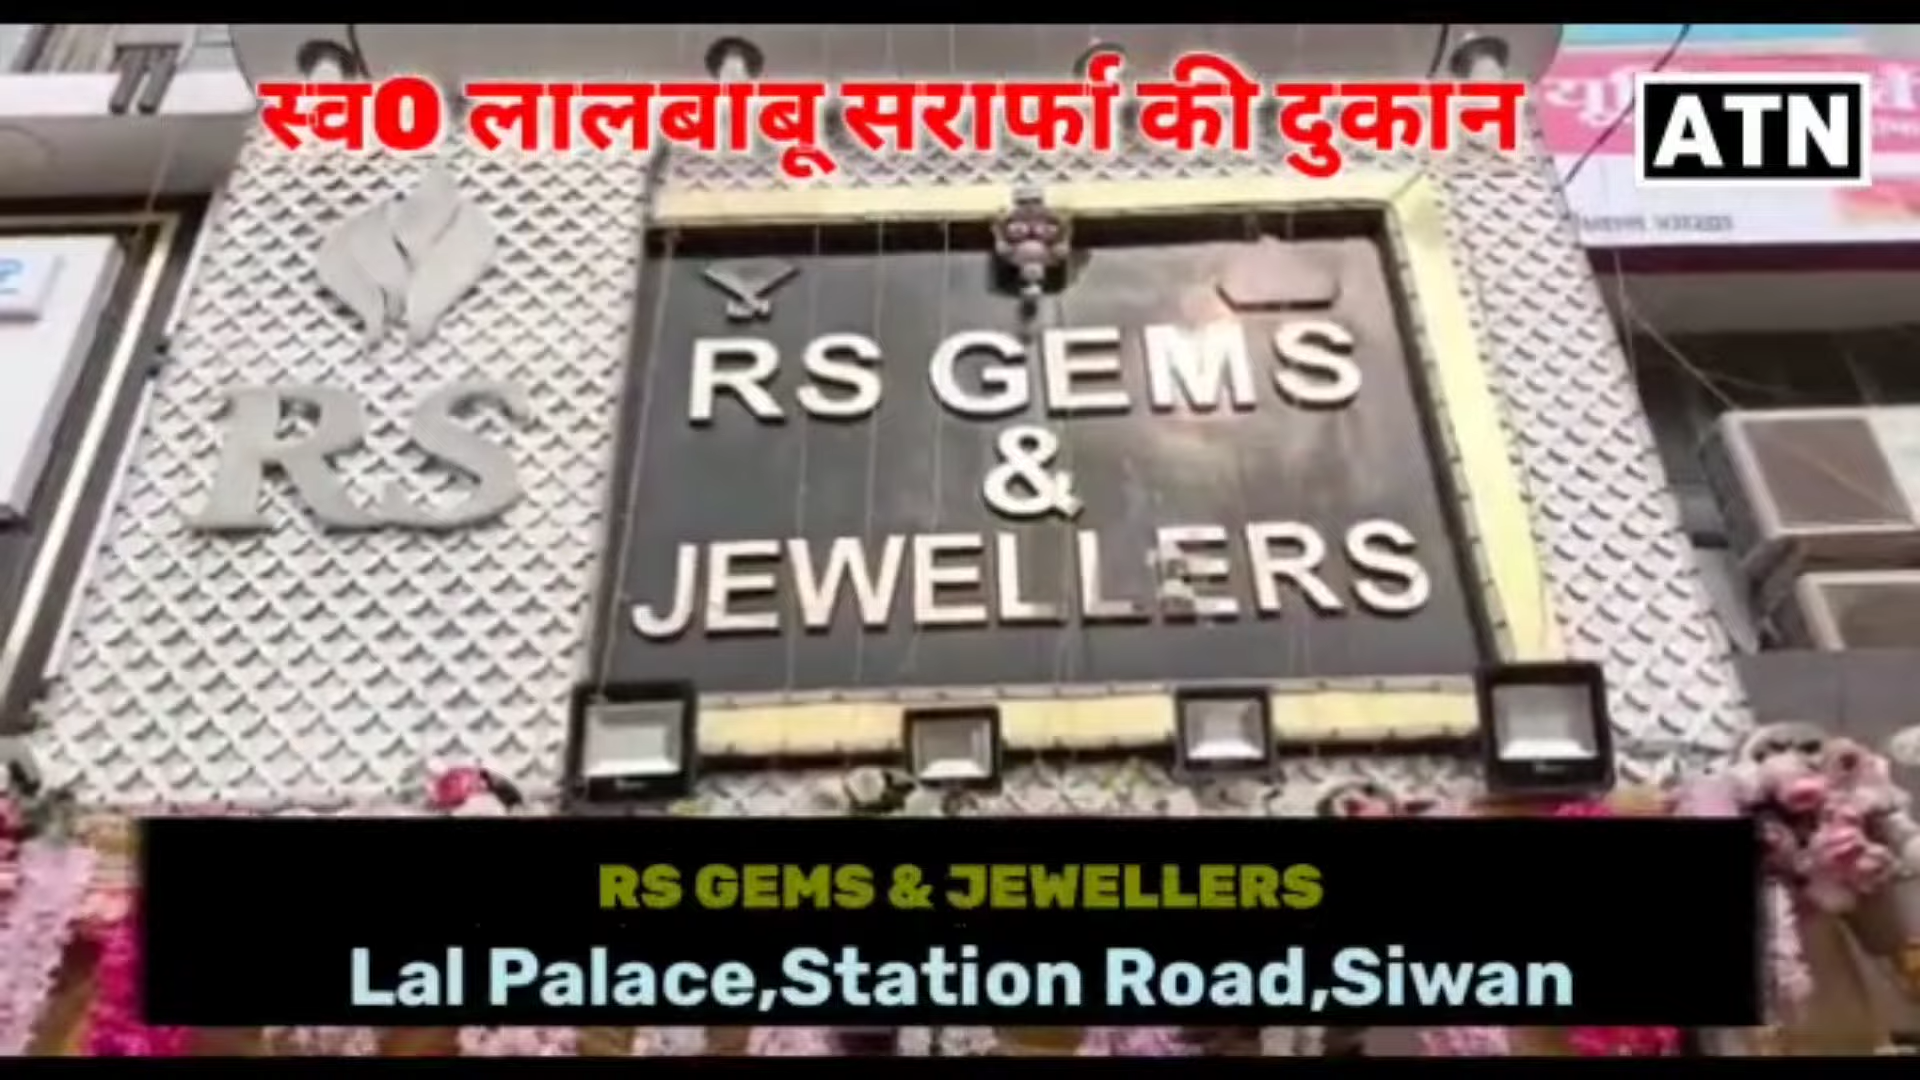 स्व0 लालबाबू सरार्फा की दुकान
ATN
RS GEMS
&
JEWELLERS
RS
RS GEMS & JEWELLERS
Lal Palace,Station Road,Siwan